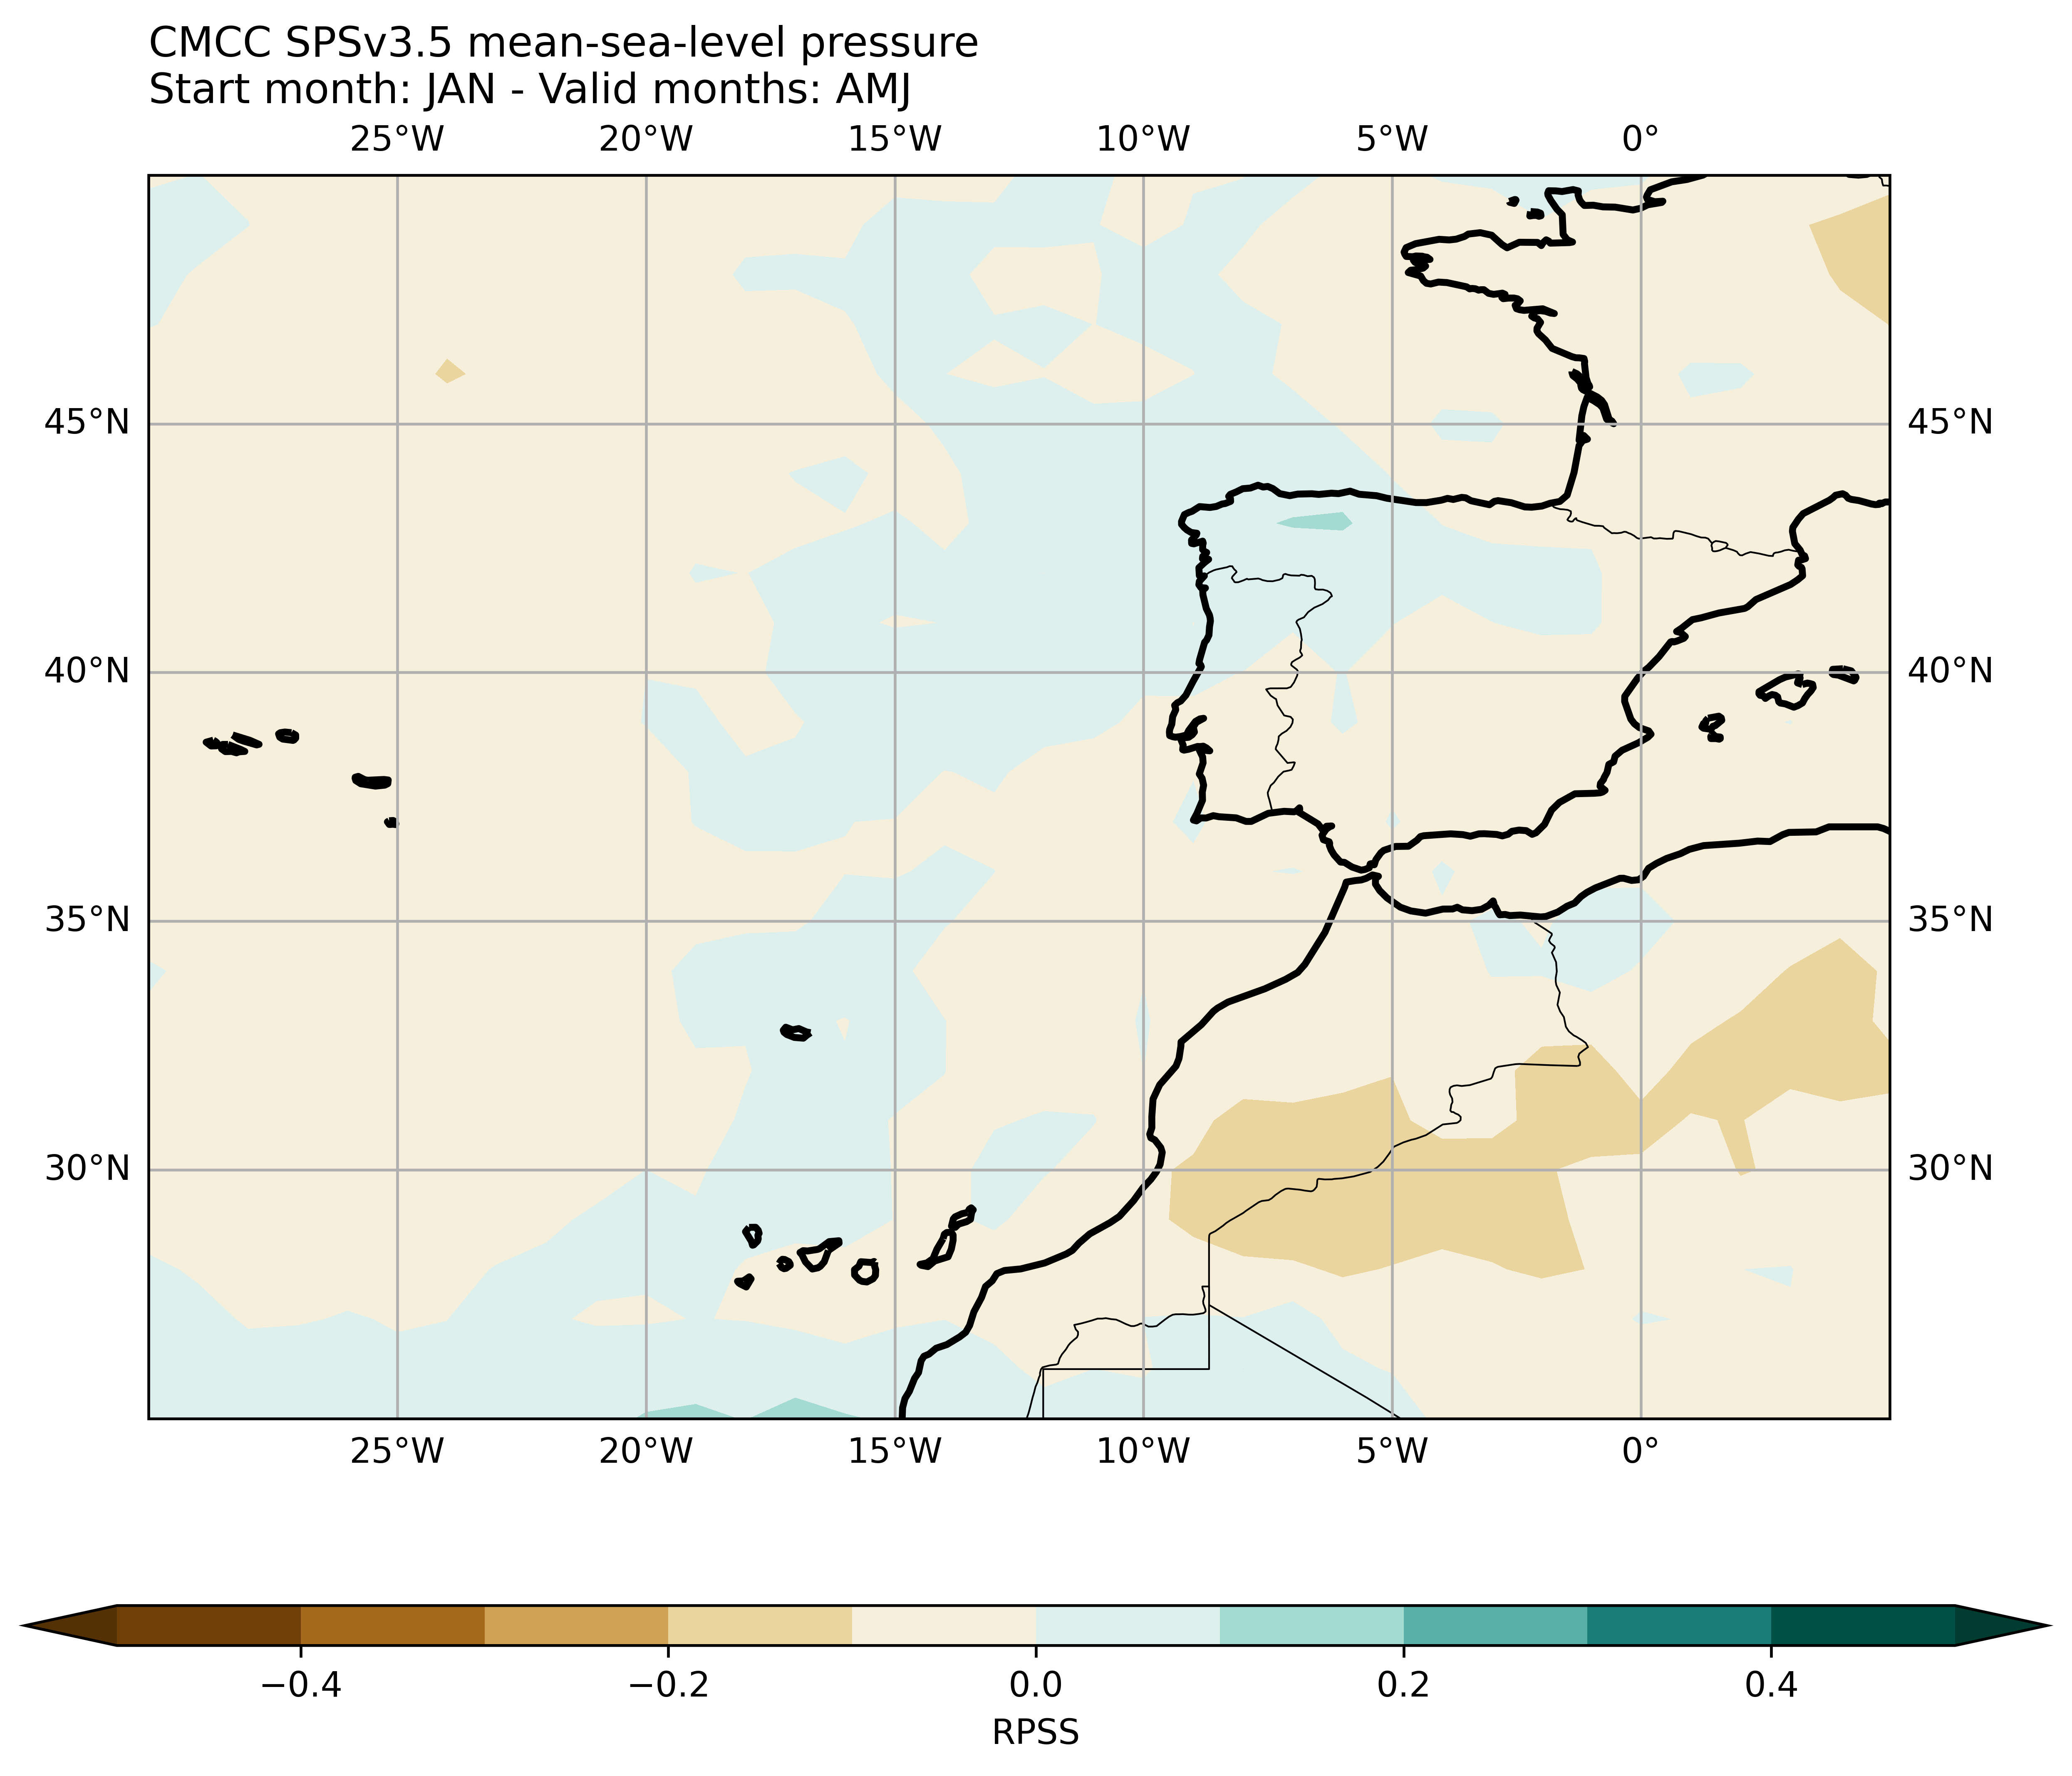 CMCC SPSv3.5 mean-sea-level pressure
Start month: JAN - Valid months: AMJ
25°W 20°W 15°W 10°W 5°W 0°
45°N 45°N
40°N 40°N
35°N 35°N
30°N 30°N
25°W 20°W 15°W 10°W 5°W 0°
−0.4 −0.2 0.0 0.2 0.4
RPSS